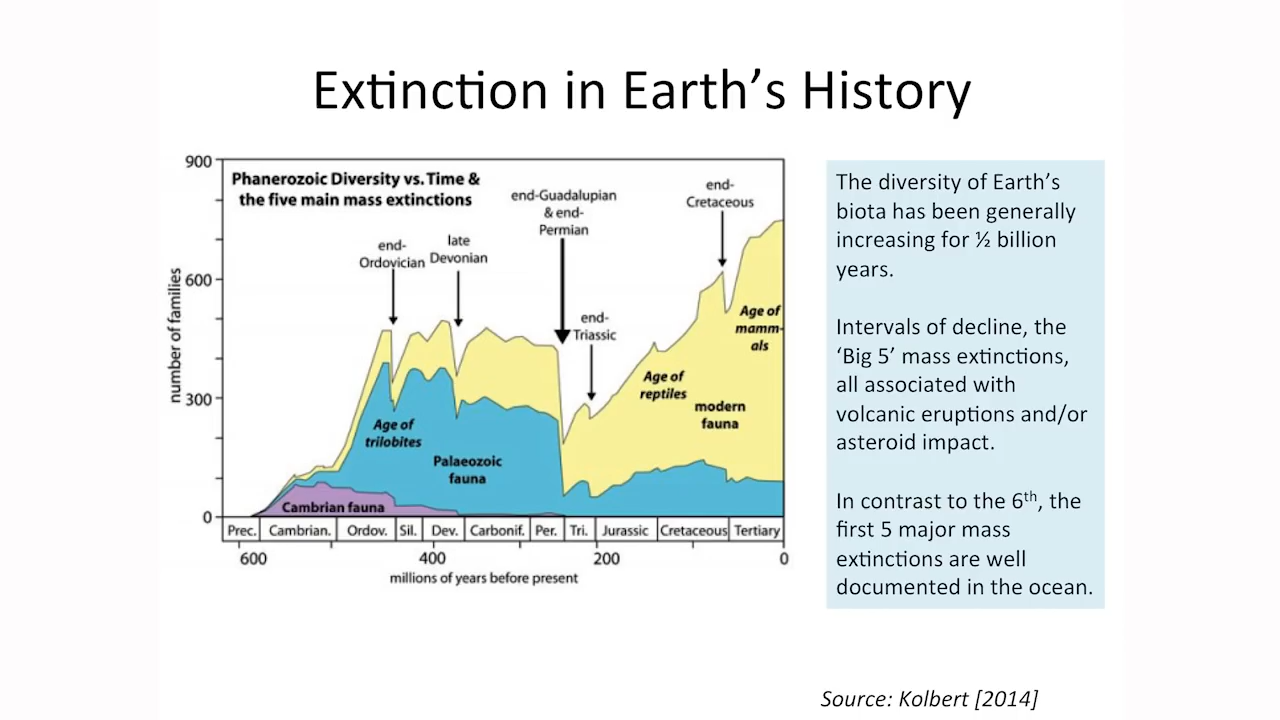 Extinction in Earth’s History
900
600
300
0
number of families
Phanerozoic Diversity vs. Time &
the five main mass extinctions
end-
Ordovician
late
Devonian
end-Guadalupian
& end-
Permian
end-
Triassic
end-
Cretaceous
Age of
trilobites
Palaeozoic
fauna
Cambrian fauna
Age of
reptiles
modern
fauna
Age of
mamm-
als
Prec. Cambrian. Ordov. Sil. Dev. Carbonif. Per. Tri. Jurassic Cretaceous Tertiary
600 400 200 0
millions of years before present
The diversity of Earth’s
biota has been generally
increasing for ½ billion
years.
Intervals of decline, the
‘Big 5’ mass extinctions,
all associated with
volcanic eruptions and/or
asteroid impact.
In contrast to the 6th, the
first 5 major mass
extinctions are well
documented in the ocean.
Source: Kolbert [2014]